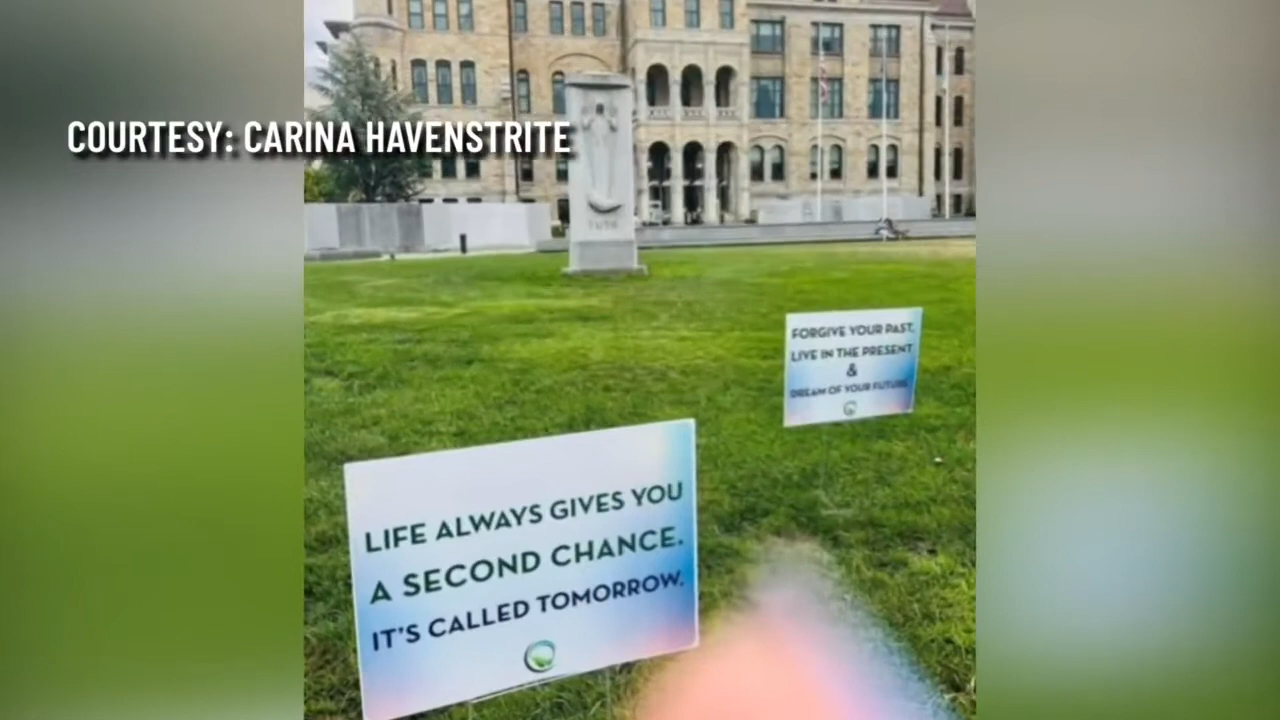 COURTESY: CARINA HAVENSTRITE
FORGIVE YOUR PAST,
LIVE IN THE PRESENT
&
DREAM OF YOUR FUTURE
LIFE ALWAYS GIVES YOU
A SECOND CHANCE.
IT'S CALLED TOMORROW.